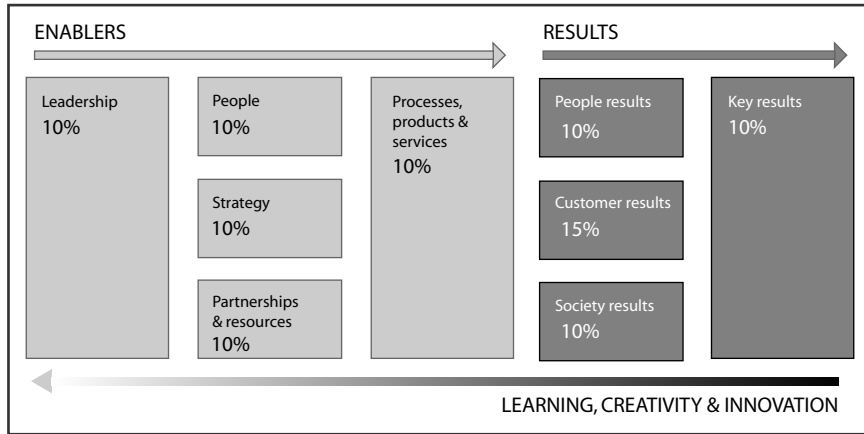 ENABLERS
RESULTS
Leadership
10%
People
10%
Strategy
10%
Partnerships
& resources
10%
Processes,
products &
services
10%
People results
10%
Customer results
15%
Society results
10%
Key results
10%
LEARNING, CREATIVITY & INNOVATION